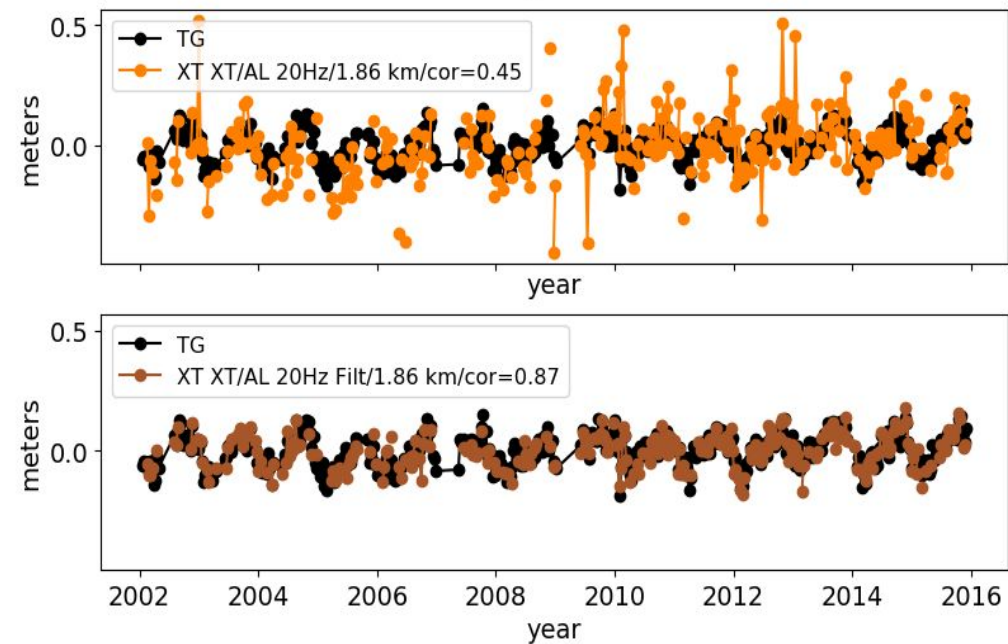 0.5
TG
XT XT/AL 20Hz/1.86 km/cor=0.45
meters
0.0
year
0.5
TG
XT XT/AL 20Hz Filt/1.86 km/cor=0.87
meters
0.0
2002 2004 2006 2008 2010 2012 2014 2016
year